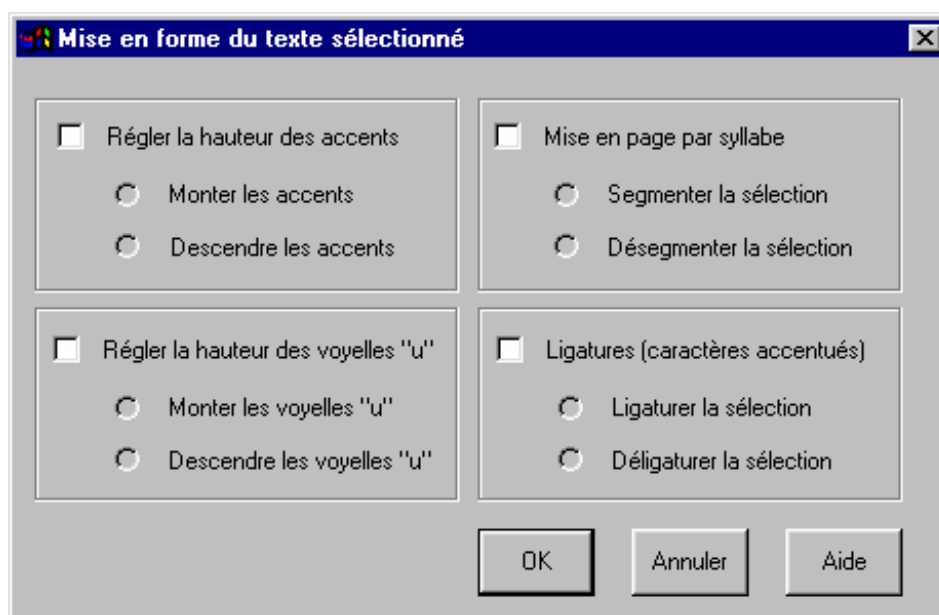 Mise en forme du texte sélectionné
Régler la hauteur des accents
Monter les accents
Descendre les accents
Mise en page par syllabe
Segmenter la sélection
Désegmenter la sélection
Régler la hauteur des voyelles "u"
Monter les voyelles "u"
Descendre les voyelles "u"
Ligatures (caractères accentués)
Ligaturer la sélection
Déligaturer la sélection
OK
Annuler
Aide